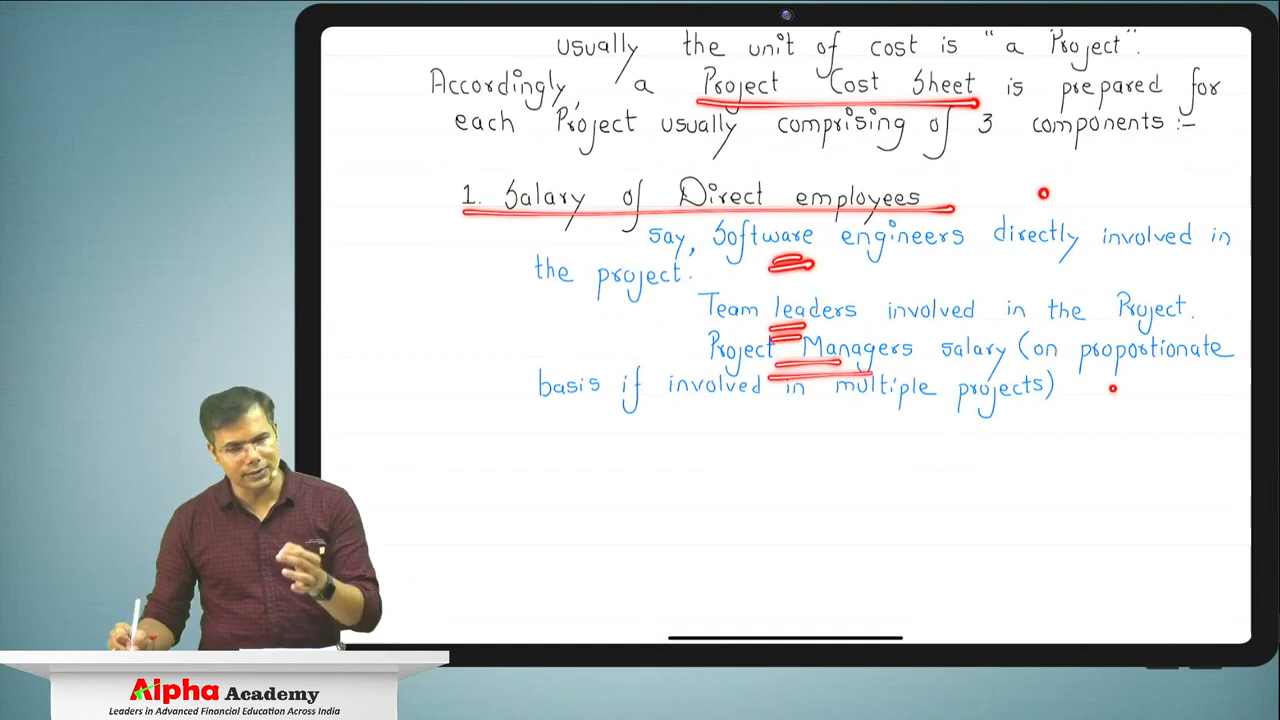 usually the unit of cost is "a Project".
Accordingly, a Project Cost Sheet is prepared for
each Project usually comprising of 3 components :-
1. Salary of Direct employees
say, Software engineers directly involved in
the project.
Team leaders involved in the Project.
Project Managers salary (on proportionate
basis if involved in multiple projects)
Alpha Academy
Leaders in Advanced Financial Education Across India